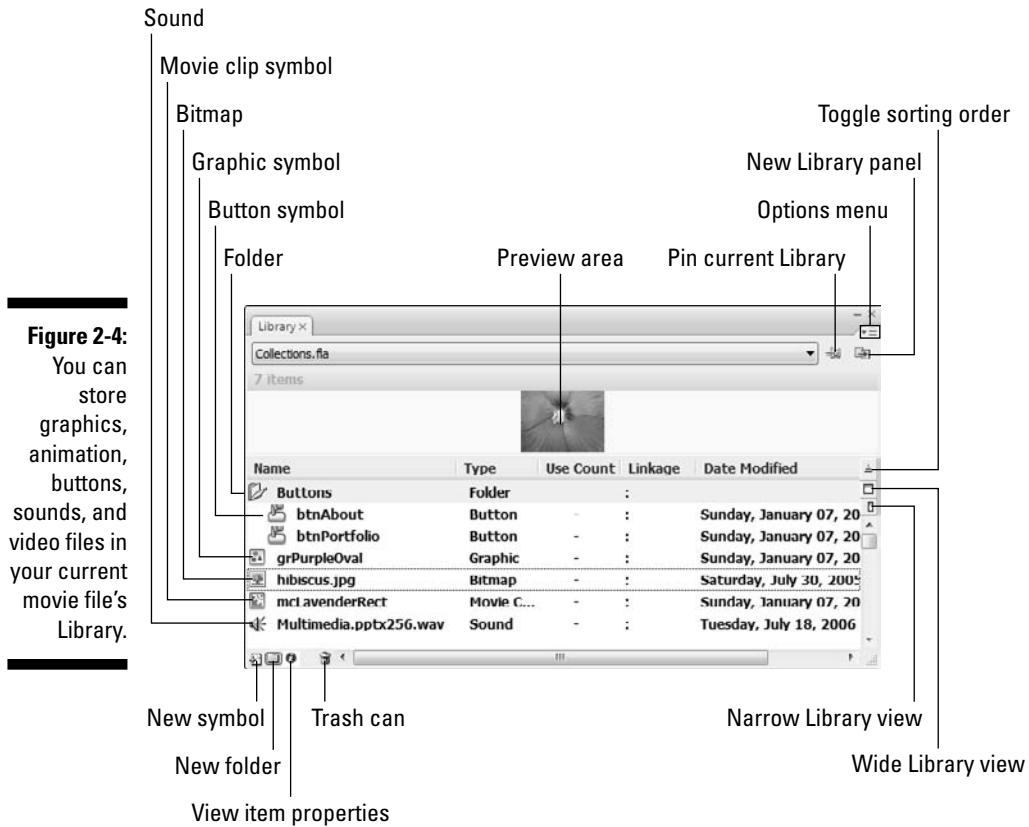 Sound
Movie clip symbol
Bitmap
Toggle sorting order
Graphic symbol
New Library panel
Button symbol
Options menu
Folder
Preview area
Pin current Library
Figure 2-4:
You can
store
graphics,
animation,
buttons,
sounds, and
video files in
your current
movie file's
Library.
Library ×
Collections.fla
7 items
Name Type Use Count Linkage Date Modified
Buttons Folder :
btnAbout Button - : Sunday, January 07, 20
btnPortfolio Button - : Sunday, January 07, 20
grPurpleOval Graphic - : Sunday, January 07, 20
hibiscus.jpg Bitmap - : Saturday, July 30, 2005
mcLavenderRect Movie C... - : Sunday, January 07, 20
Multimedia.pptx256.wav Sound - : Tuesday, July 18, 2006
New symbol
Trash can
Narrow Library view
New folder
Wide Library view
View item properties